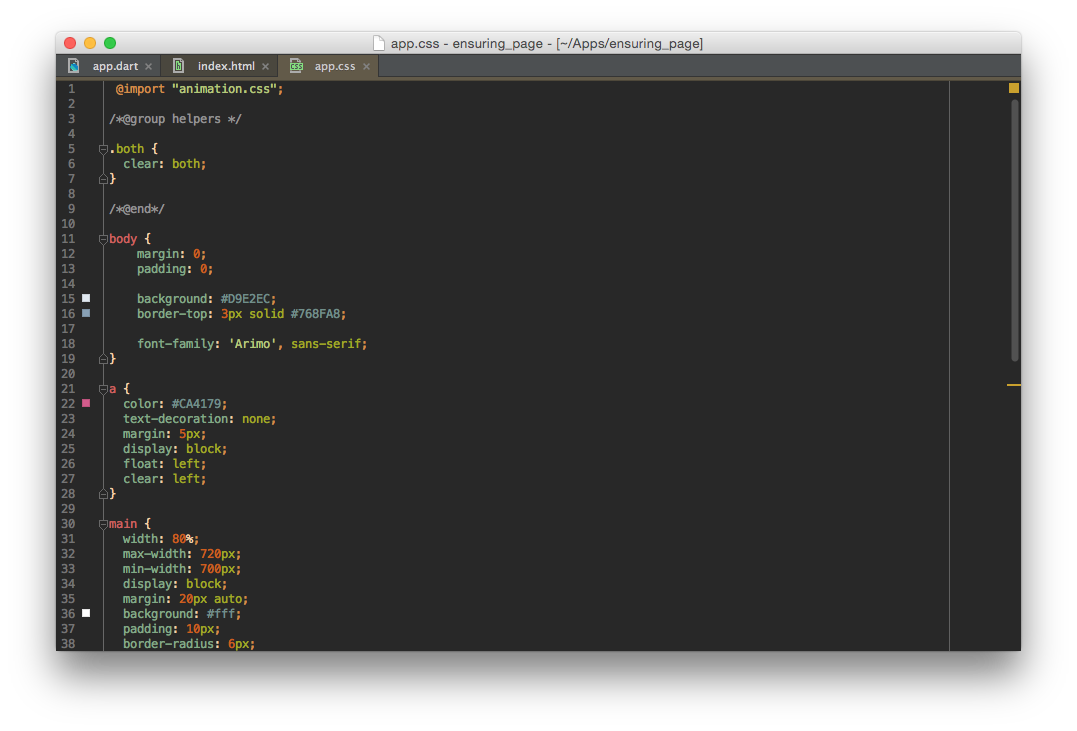 app.css - ensuring_page - [~/Apps/ensuring_page]
app.dart × index.html × app.css ×
1 @import "animation.css";
2
3 /*@group helpers */
4
5 .both {
6 clear: both;
7 }
8
9 /*@end*/
10
11 body {
12 margin: 0;
13 padding: 0;
14
15 background: #D9E2EC;
16 border-top: 3px solid #768FA8;
17
18 font-family: 'Arimo', sans-serif;
19 }
20
21 a {
22 color: #CA4179;
23 text-decoration: none;
24 margin: 5px;
25 display: block;
26 float: left;
27 clear: left;
28 }
29
30 main {
31 width: 80%;
32 max-width: 720px;
33 min-width: 700px;
34 display: block;
35 margin: 20px auto;
36 background: #fff;
37 padding: 10px;
38 border-radius: 6px;